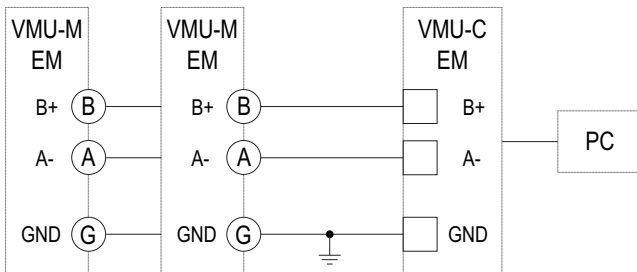 VMU-M
EM
B+ B
A- A
GND G
VMU-M
EM
B+ B
A- A
GND G
VMU-C
EM
B+
A-
GND
PC